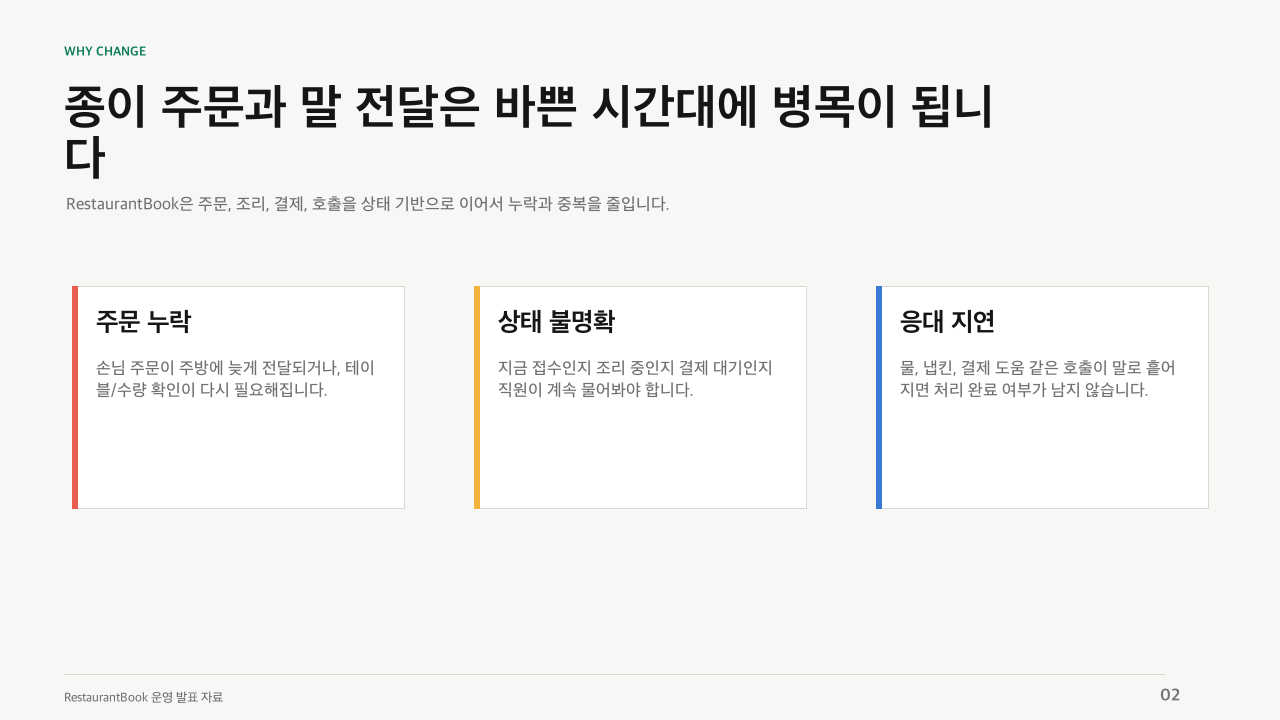 WHY CHANGE
종이 주문과 말 전달은 바쁜 시간대에 병목이 됩니
다
RestaurantBook은 주문, 조리, 결제, 호출을 상태 기반으로 이어서 누락과 중복을 줄입니다.
주문 누락
손님 주문이 주방에 늦게 전달되거나, 테이
블/수량 확인이 다시 필요해집니다.
상태 불명확
지금 접수인지 조리 중인지 결제 대기인지
직원이 계속 물어봐야 합니다.
응대 지연
물, 냅킨, 결제 도움 같은 호출이 말로 흩어
지면 처리 완료 여부가 남지 않습니다.
RestaurantBook 운영 발표 자료
02